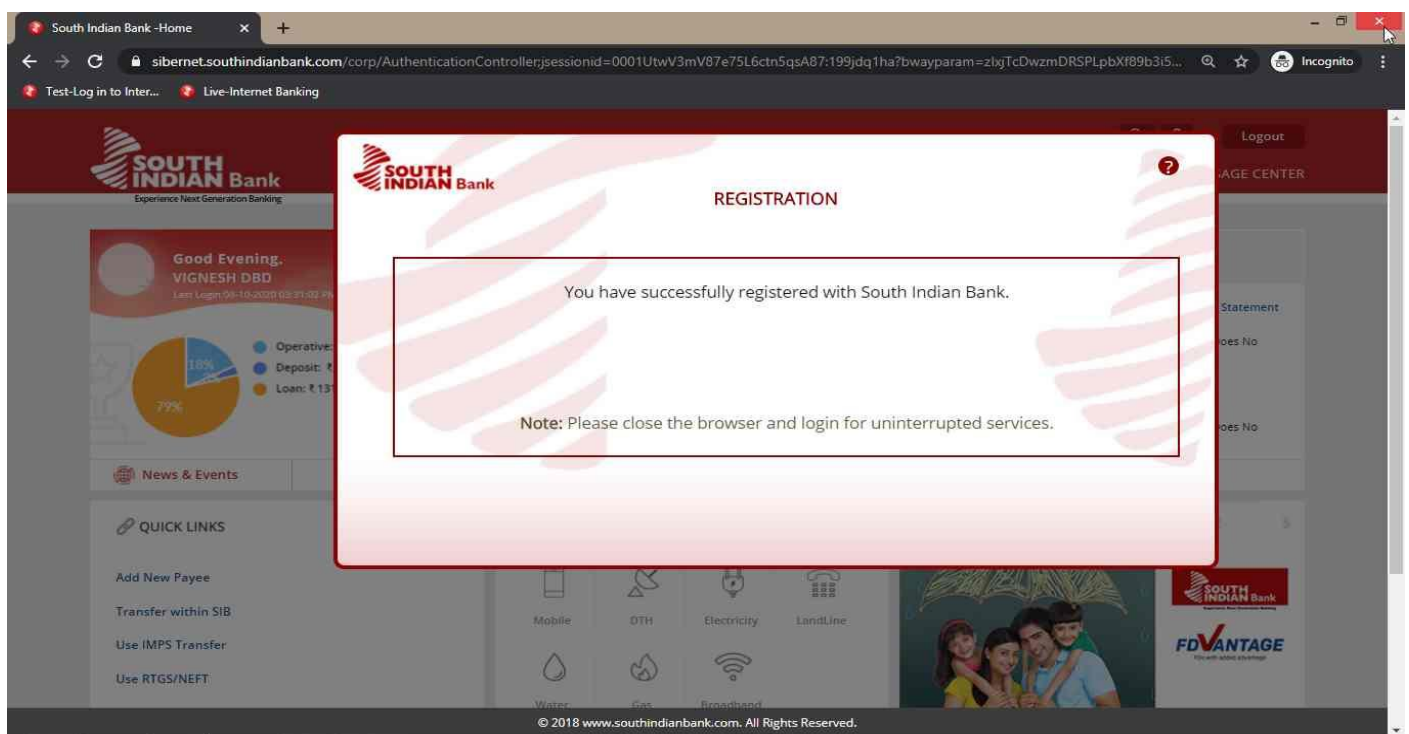 South Indian Bank -Home
sibernet.southindianbank.com/corp/AuthenticationController;jsessionid=0001UtwV3mV87e75L6ctn5qsA87:199jdq1ha?bwayparam=zlxjTcDwzmDRSPLpbXf89b3i5...
Incognito
Test-Log in to Inter...
Live-Internet Banking
SOUTH
INDIAN Bank
Experience Next Generation Banking
Logout
AGE CENTER
SOUTH
INDIAN Bank
REGISTRATION
?
You have successfully registered with South Indian Bank.
Note: Please close the browser and login for uninterrupted services.
Good Evening,
VIGNESH DBD
18%
79%
Operative:
Deposit: ₹
Loan: ₹ 131
Statement
oes No
oes No
News & Events
QUICK LINKS
Add New Payee
Transfer within SIB
Use IMPS Transfer
Use RTGS/NEFT
Mobile
DTH
Electricity
LandLine
Water
Gas
Broadband
SOUTH
INDIAN Bank
FDVANTAGE
© 2018 www.southindianbank.com. All Rights Reserved.